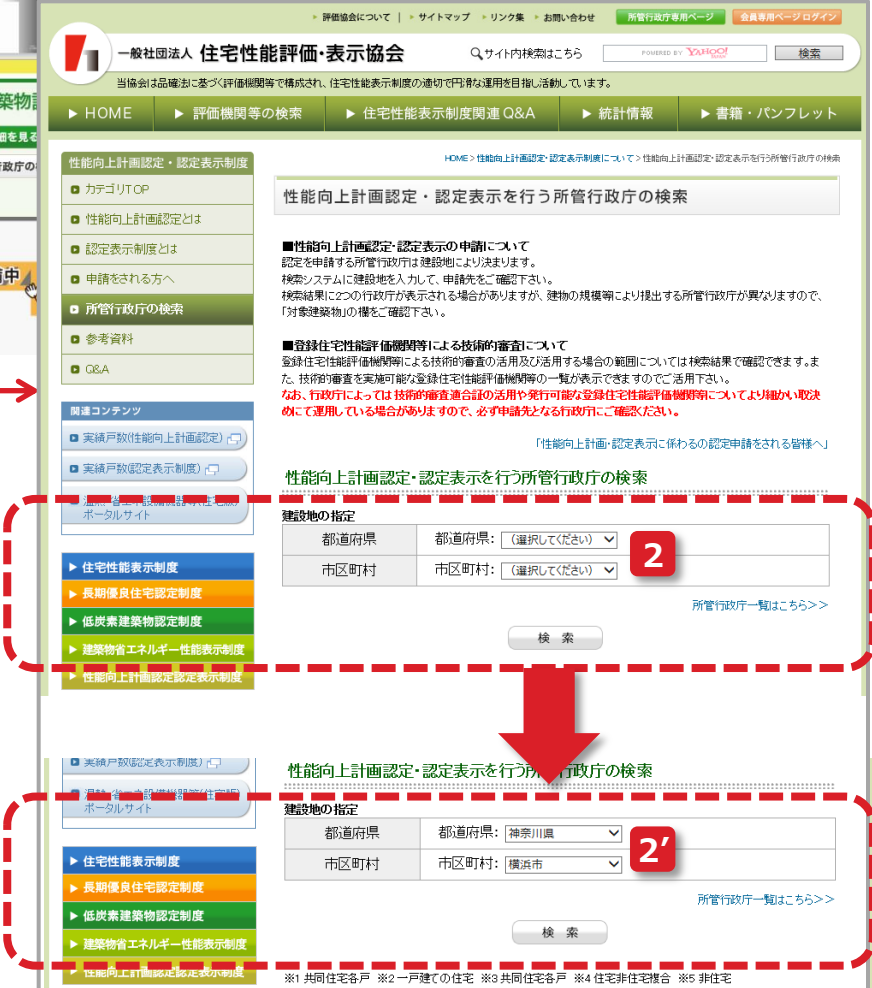 評価協会について
サイトマップ
リンク集
お問い合わせ
所管行政庁専用ページ
会員専用ページ ログイン
一般社団法人 住宅性能評価・表示協会
サイト内検索はこちら
POWERED BY YAHOO!
検索
当協会は品確法に基づく評価機関等で構成され、住宅性能表示制度の適切で円滑な運用を目指し活動しています。
HOME
評価機関等の検索
住宅性能表示制度関連 Q&A
統計情報
書籍・パンフレット
築物
細を見る
政庁の
備中
性能向上計画認定・認定表示制度
カテゴリTOP
性能向上計画認定とは
認定表示制度とは
申請をされる方へ
所管行政庁の検索
参考資料
Q&A
関連コンテンツ
実績戸数(性能向上計画認定)
実績戸数(認定表示制度)
ポータルサイト
住宅性能表示制度
長期優良住宅認定制度
低炭素建築物認定制度
建築物省エネルギー性能表示制度
性能向上計画認定認定表示制度
HOME > 性能向上計画認定・認定表示制度について > 性能向上計画認定・認定表示を行う所管行政庁の検索
性能向上計画認定・認定表示を行う所管行政庁の検索
■性能向上計画認定・認定表示の申請について
認定を申請する所管行政庁は建設地により決まります。
検索システムに建設地を入力して、申請先をご確認下さい。
検索結果に2つの行政庁が表示される場合がありますが、建物の規模等により提出する所管行政庁が異なりますので、
「対象建築物」の欄をご確認下さい。
■登録住宅性能評価機関等による技術的審査について
登録住宅性能評価機関等による技術的審査の活用及び活用する場合の範囲については検索結果で確認できます。ま
た、技術的審査を実施可能な登録住宅性能評価機関等の一覧が表示できますのでご活用下さい。
なお、行政庁によっては技術的審査適合証の活用や発行可能な登録住宅性能評価機関等についてより細かい取決
めにて運用している場合がありますので、必ず申請先となる行政庁にご確認ください。
「性能向上計画・認定表示に係わるの認定申請をされる皆様へ」
性能向上計画認定・認定表示を行う所管行政庁の検索
建設地の指定
都道府県 都道府県: (選択してください)
市区町村 市区町村: (選択してください)
2
所管行政庁一覧はこちら>>
検 索
実績戸数(認定表示制度)
ポータルサイト
住宅性能表示制度
長期優良住宅認定制度
低炭素建築物認定制度
建築物省エネルギー性能表示制度
性能向上計画認定認定表示制度
性能向上計画認定・認定表示を行う所 行政庁の検索
建設地の指定
都道府県 都道府県: 神奈川県
市区町村 市区町村: 横浜市
2′
所管行政庁一覧はこちら>>
検 索
※1 共同住宅各戸 ※2 一戸建ての住宅 ※3 共同住宅各戸 ※4 住宅非住宅複合 ※5 非住宅